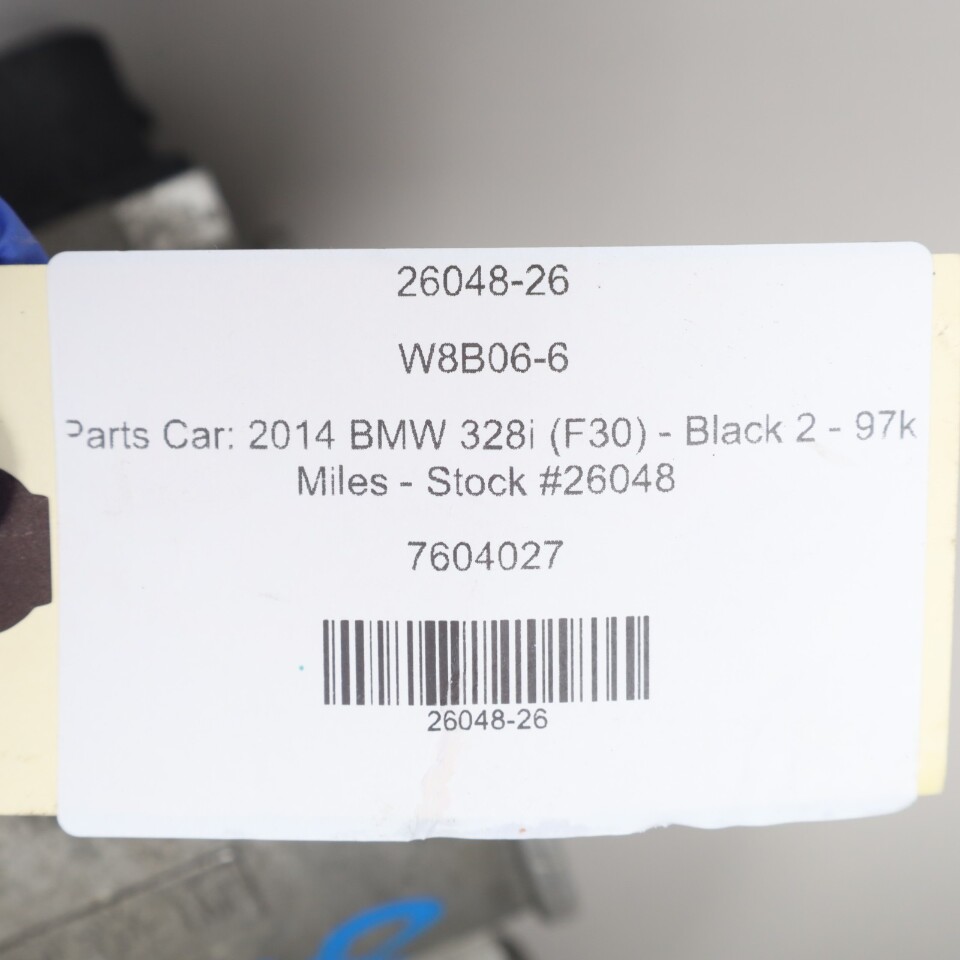 26048-26
W8B06-6
Parts Car: 2014 BMW 328i (F30) - Black 2 - 97k
Miles - Stock #26048
7604027
26048-26